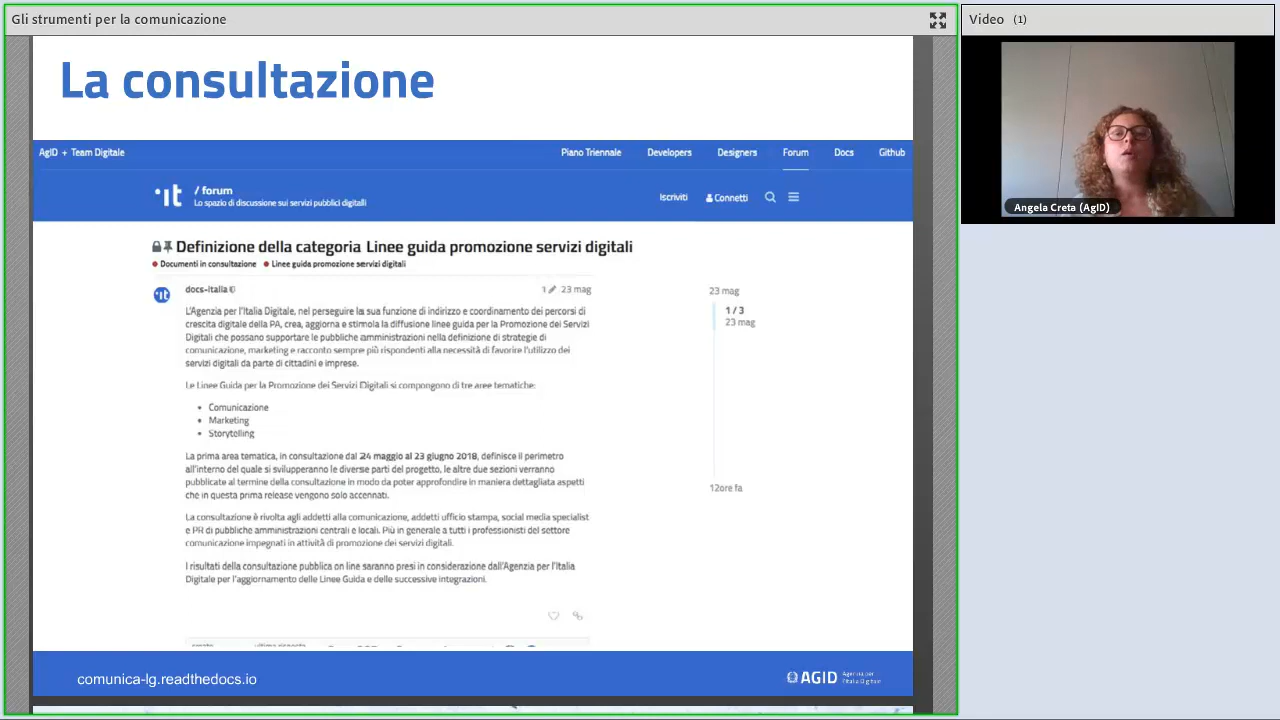 Gli strumenti per la comunicazione
Video (1)
La consultazione
AgID + Team Digitale
Piano Triennale Developers Designers Forum Docs Github
/ forum
Lo spazio di discussione sui servizi pubblici digitali
Iscriviti Connetti
Definizione della categoria Linee guida promozione servizi digitali
Documenti in consultazione Linee guida promozione servizi digitali
docs-italia
1 23 mag
L'Agenzia per l'Italia Digitale, nel perseguire la sua funzione di indirizzo e coordinamento dei percorsi di
crescita digitale della PA, crea, aggiorna e stimola la diffusione linee guida per la Promozione dei Servizi
Digitali che possano supportare le pubbliche amministrazioni nella definizione di strategie di
comunicazione, marketing e racconto sempre più rispondenti alla necessità di favorire l'utilizzo dei
servizi digitali da parte di cittadini e imprese.
Le Linee Guida per la Promozione dei Servizi Digitali si compongono di tre aree tematiche:
• Comunicazione
• Marketing
• Storytelling
La prima area tematica, in consultazione dal 24 maggio al 23 giugno 2018, definisce il perimetro
all'interno del quale si svilupperanno le diverse parti del progetto, le altre due sezioni verranno
pubblicate al termine della consultazione in modo da poter approfondire in maniera dettagliata aspetti
che in questa prima release vengono solo accennati.
La consultazione è rivolta agli addetti alla comunicazione, addetti ufficio stampa, social media specialist
e PR di pubbliche amministrazioni centrali e locali. Più in generale a tutti i professionisti del settore
comunicazione impegnati in attività di promozione dei servizi digitali.
I risultati della consultazione pubblica on line saranno presi in considerazione dall'Agenzia per l'Italia
Digitale per l'aggiornamento delle Linee Guida e delle successive integrazioni.
23 mag
1 / 3
23 mag
12ore fa
comunica-lg.readthedocs.io
AGID Agenzia per
l'Italia Digitale
Angela Creta (AgID)